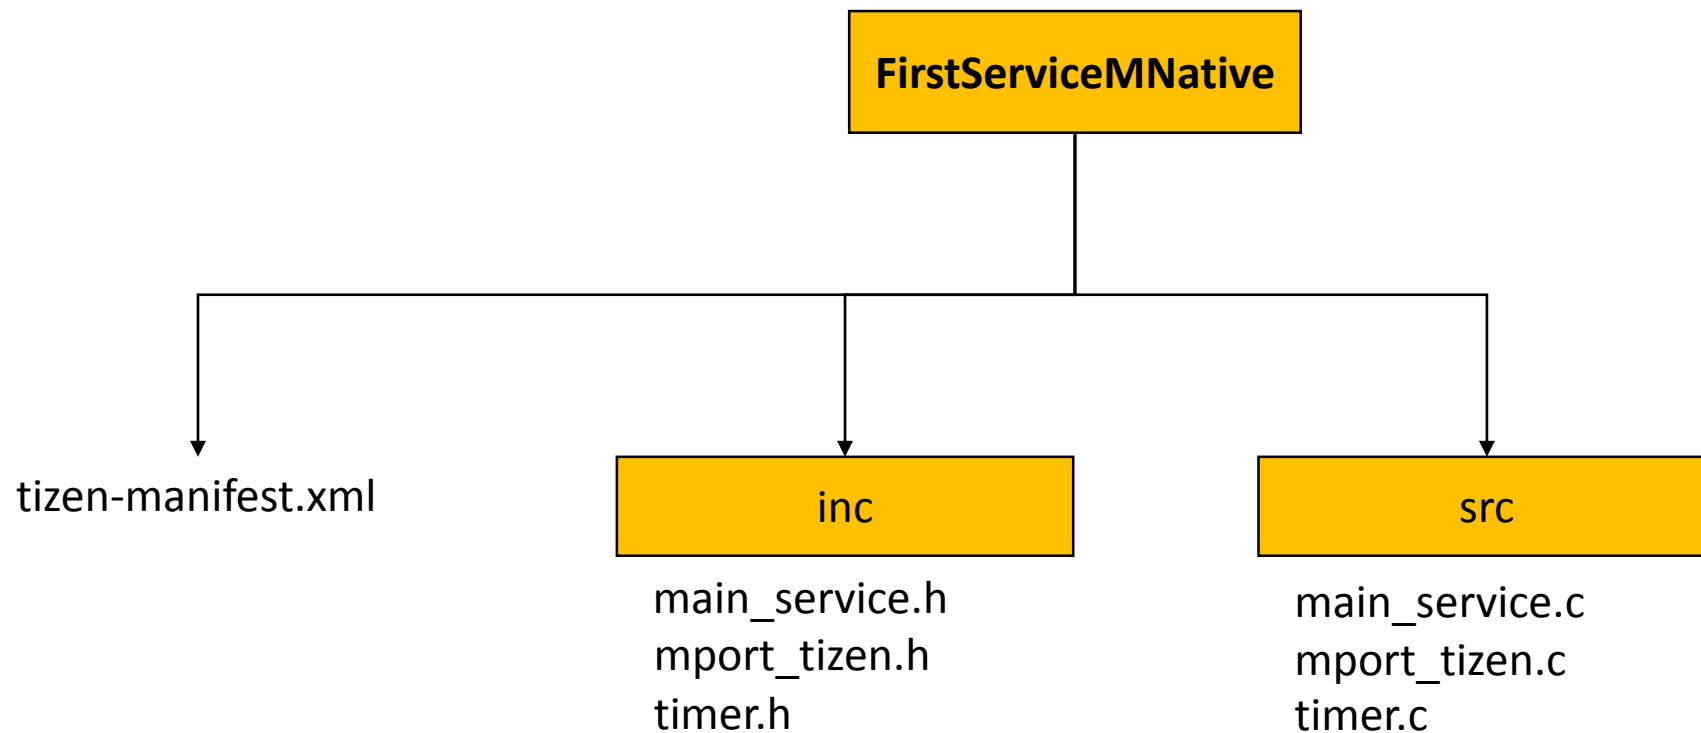 FirstServiceMNative
tizen-manifest.xml
inc
main_service.h
mport_tizen.h
timer.h
src
main_service.c
mport_tizen.c
timer.c